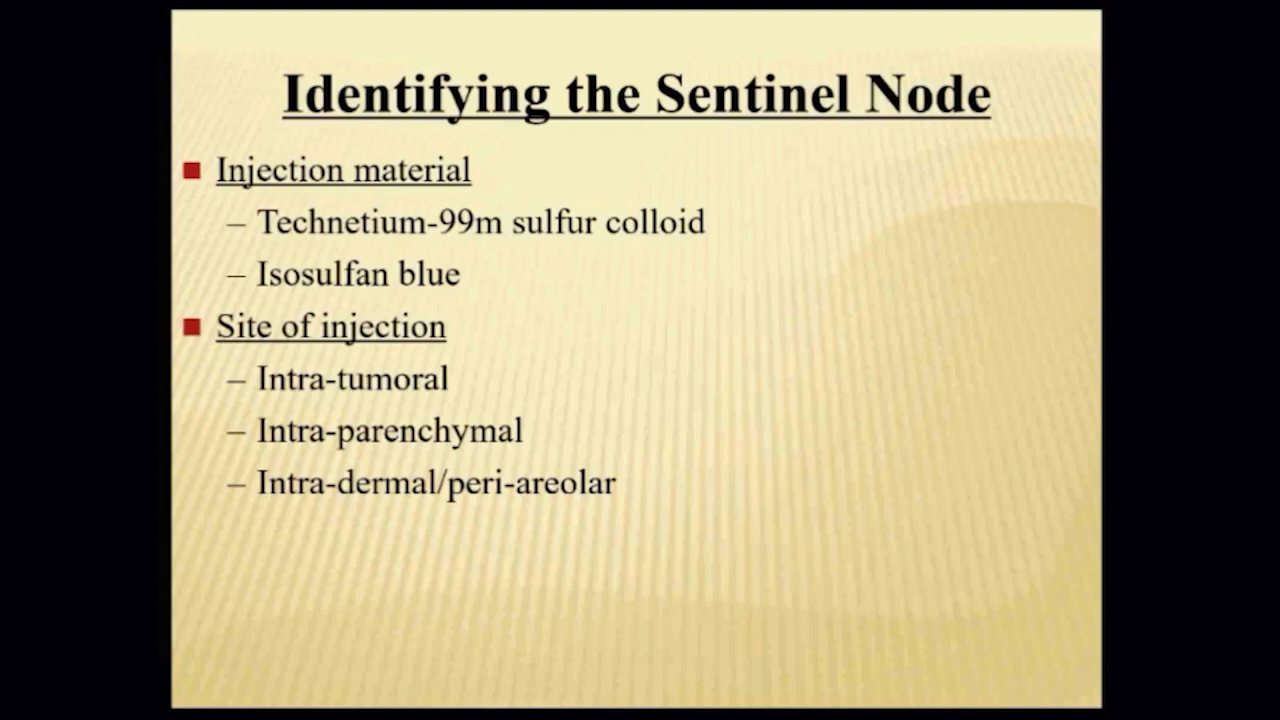 Identifying the Sentinel Node
Injection material
– Technetium-99m sulfur colloid
– Isosulfan blue
Site of injection
– Intra-tumoral
– Intra-parenchymal
– Intra-dermal/peri-areolar